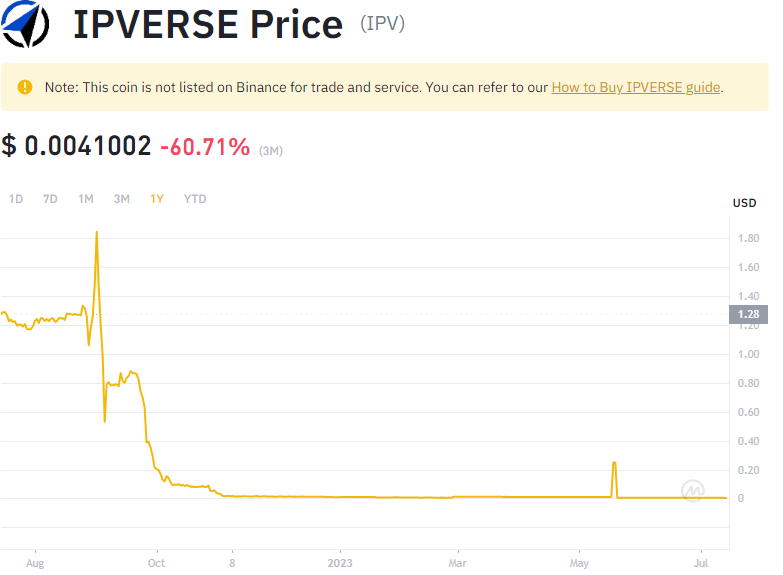 IPVERSE Price (IPV)
Note: This coin is not listed on Binance for trade and service. You can refer to our How to Buy IPVERSE guide.
$ 0.0041002 -60.71% (3M)
1D 7D 1M 3M 1Y YTD
USD
1.80
1.60
1.40
1.28
1.20
1.00
0.80
0.60
0.40
0.20
0
Aug Oct 8 2023 Mar May Jul